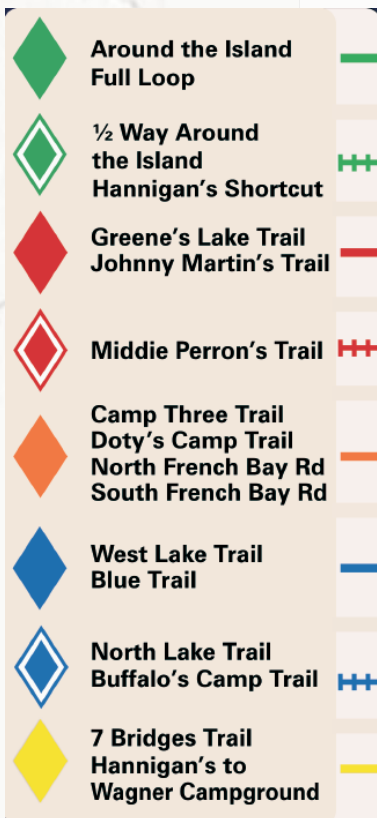 Around the Island
Full Loop
½ Way Around
the Island
Hannigan's Shortcut
Greene's Lake Trail
Johnny Martin's Trail
Middie Perron's Trail
Camp Three Trail
Doty's Camp Trail
North French Bay Rd
South French Bay Rd
West Lake Trail
Blue Trail
North Lake Trail
Buffalo's Camp Trail
7 Bridges Trail
Hannigan's to
Wagner Campground